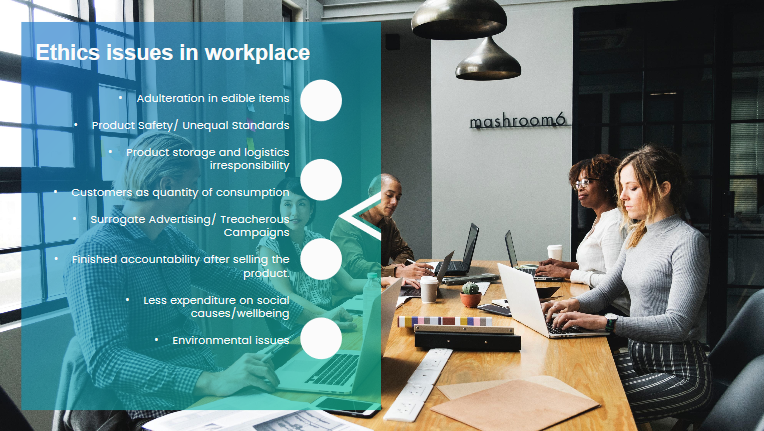 Ethics issues in workplace
• Adulteration in edible items
• Product Safety/ Unequal Standards
• Product storage and logistics
irresponsibility
• Customers as quantity of consumption
• Surrogate Advertising/ Treacherous
Campaigns
• Finished accountability after selling the
product.
• Less expenditure on social
causes/wellbeing
• Environmental issues
mashroom6